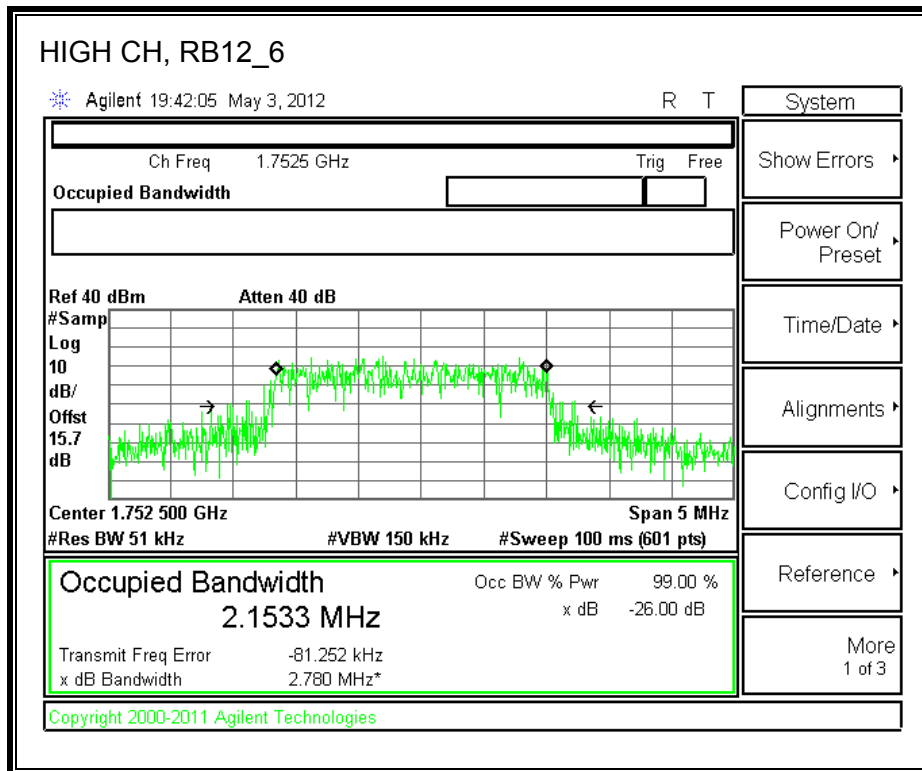 HIGH CH, RB12_6
Agilent 19:42:05 May 3, 2012 R T
System
Ch Freq 1.7525 GHz Trig Free
Show Errors
Occupied Bandwidth
Power On/
Preset
Ref 40 dBm Atten 40 dB
#Samp
Log
10
dB/
Offst
15.7
dB
Time/Date
Alignments
Config I/O
Center 1.752 500 GHz Span 5 MHz
#Res BW 51 kHz #VBW 150 kHz #Sweep 100 ms (601 pts)
Occupied Bandwidth Occ BW % Pwr 99.00 %
2.1533 MHz x dB -26.00 dB
Reference
Transmit Freq Error -81.252 kHz
x dB Bandwidth 2.780 MHz*
More
1 of 3
Copyright 2000-2011 Agilent Technologies